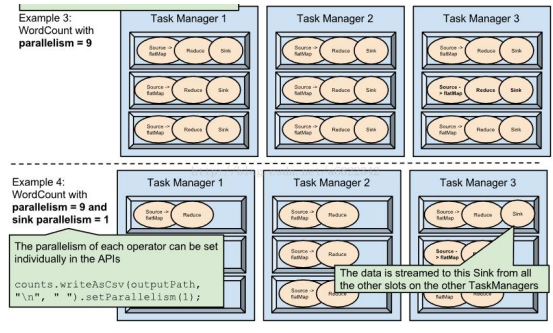 Example 3:
WordCount with
parallelism = 9
Task Manager 1
Task Manager 2
Task Manager 3
Source -> flatMap
Reduce
Sink
Source -> flatMap
Reduce
Sink
Source -> flatMap
Reduce
Sink
Source -> flatMap
Reduce
Sink
Source -> flatMap
Reduce
Sink
Source - > flatMap
Reduce
Sink
Source -> flatMap
Reduce
Sink
Source -> flatMap
Reduce
Sink
Source -> flatMap
Reduce
Sink
Example 4:
WordCount with
parallelism = 9 and
sink parallelism = 1
Task Manager 1
Task Manager 2
Task Manager 3
Source -> flatMap
Reduce
Source -> flatMap
Reduce
Source -> flatMap
Reduce
Sink
The parallelism of each operator can be set
individually in the APIs
counts.writeAsCsv(outputPath,
"\n", " ").setParallelism(1);
Source -> flatMap
Reduce
Source - > flatMap
Source -> flatMap
Reduce
The data is streamed to this Sink from all
the other slots on the other TaskManagers